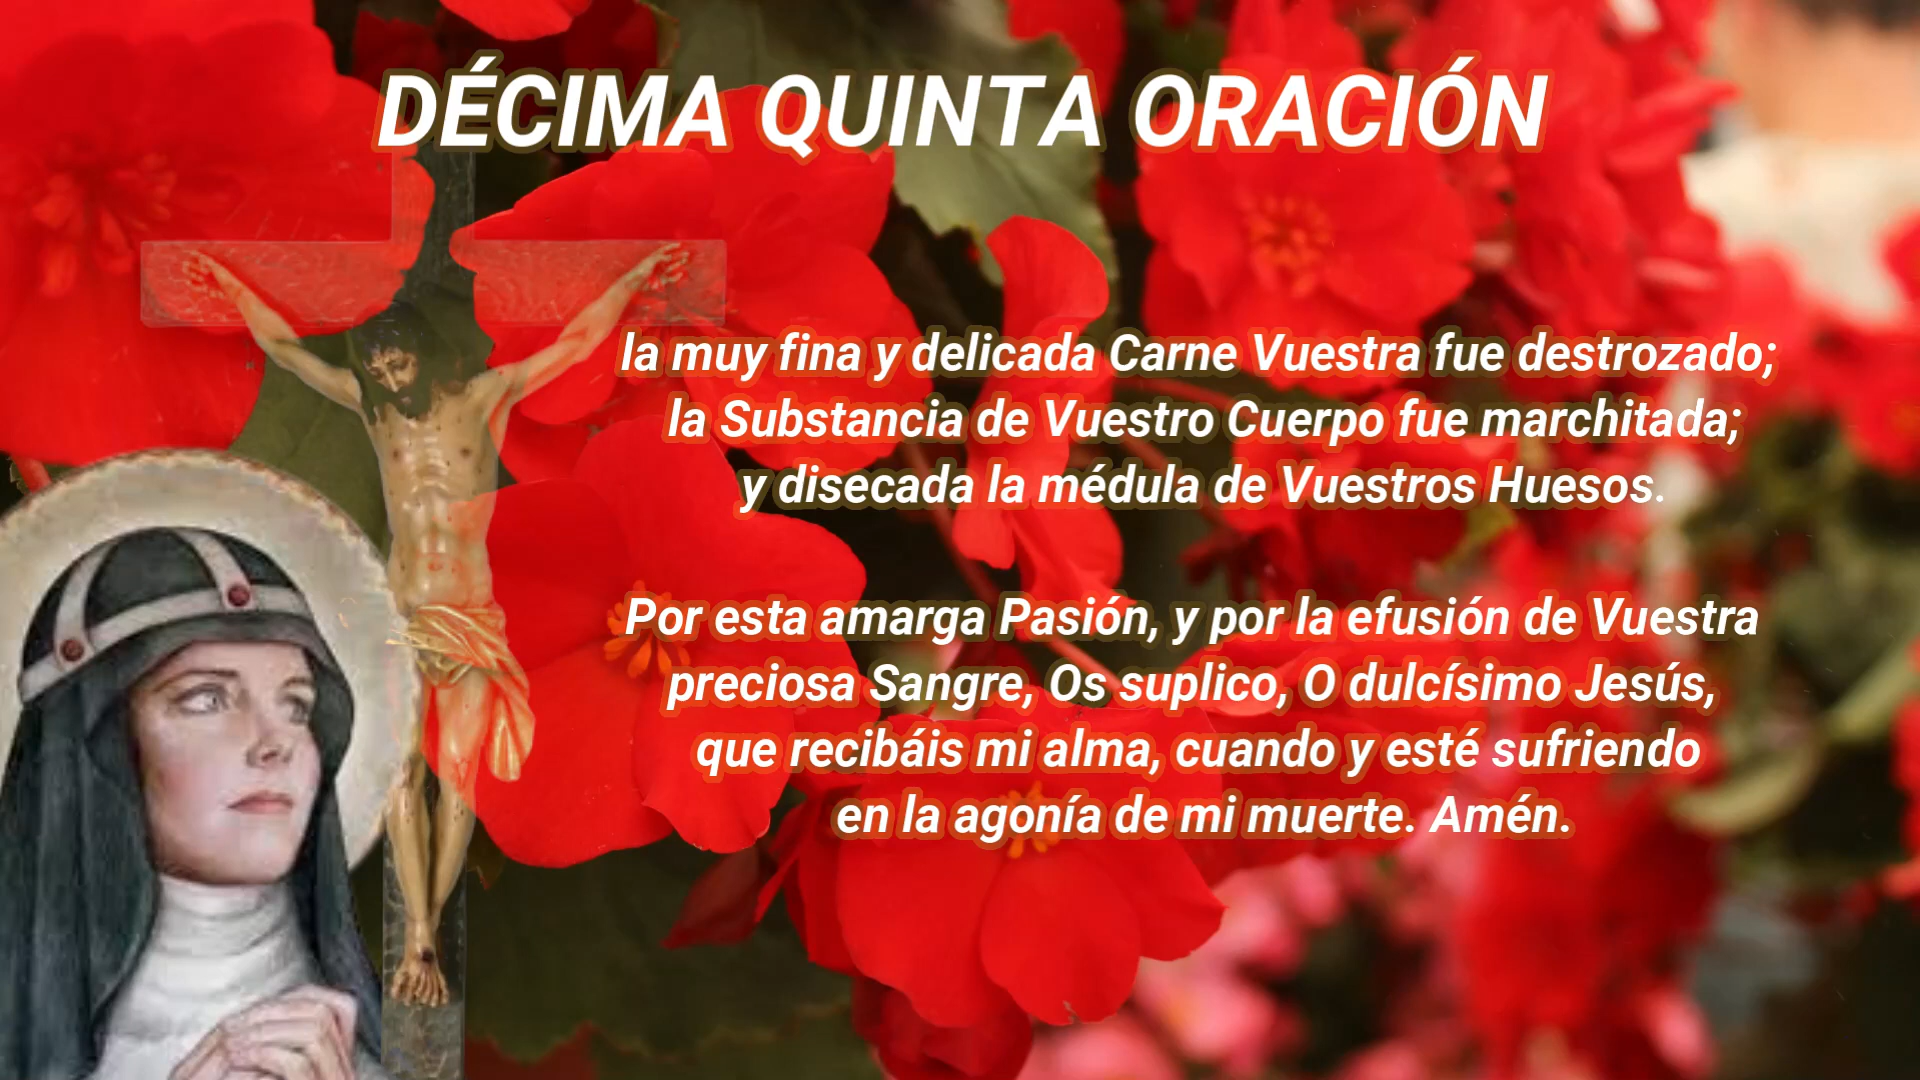 DÉCIMA QUINTA ORACIÓN
la muy fina y delicada Carne Vuestra fue destrozado;
la Substancia de Vuestro Cuerpo fue marchitada;
y disecada la médula de Vuestros Huesos.
Por esta amarga Pasión, y por la efusión de Vuestra
preciosa Sangre, Os suplico, O dulcísimo Jesús,
que recibáis mi alma, cuando y esté sufriendo
en la agonía de mi muerte. Amén.